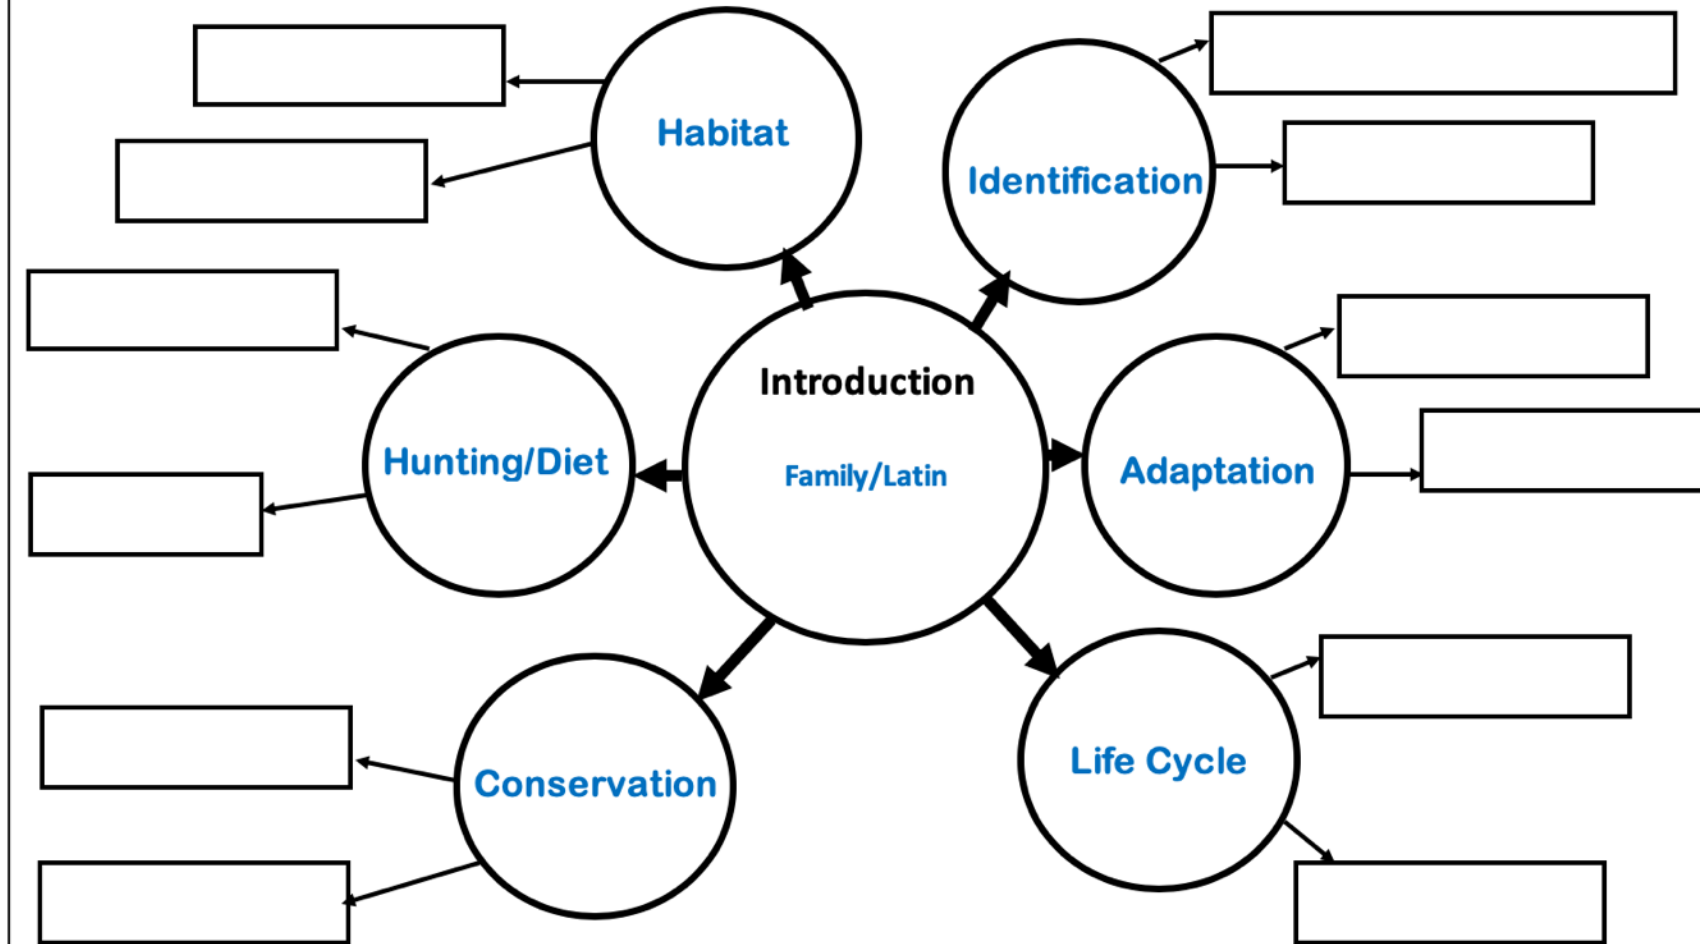 Habitat
Identification
Introduction
Family/Latin
Hunting/Diet
Adaptation
Conservation
Life Cycle